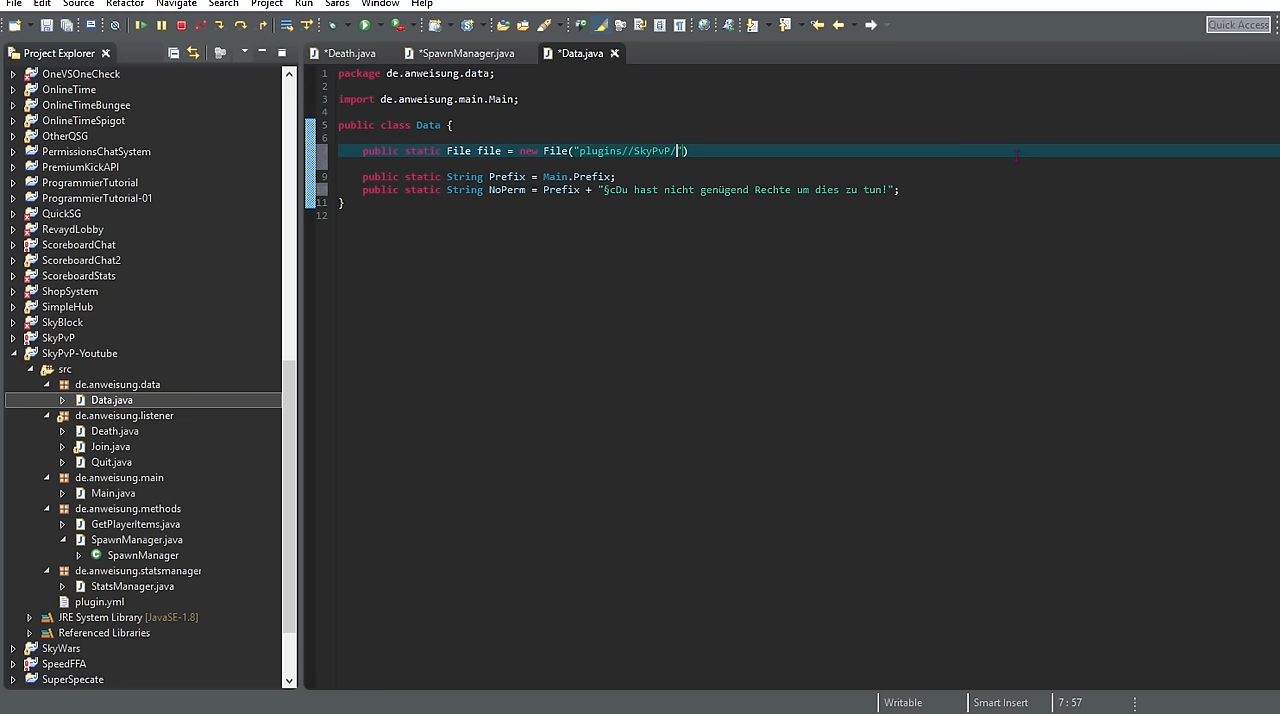 File Edit Source Refactor Navigate Search Project Run Saros Window Help
Quick Access
Project Explorer
*Death.java *SpawnManager.java *Data.java
OneVSOneCheck
OnlineTime
OnlineTimeBungee
OnlineTimeSpigot
OtherQSG
PermissionsChatSystem
PremiumKickAPI
ProgrammierTutorial
ProgrammierTutorial-01
QuickSG
RevaydLobby
ScoreboardChat
ScoreboardChat2
ScoreboardStats
ShopSystem
SimpleHub
SkyBlock
SkyPvP
SkyPvP-Youtube
src
de.anweisung.data
Data.java
de.anweisung.listener
Death.java
Join.java
Quit.java
de.anweisung.main
Main.java
de.anweisung.methods
GetPlayerItems.java
SpawnManager.java
SpawnManager
de.anweisung.statsmanager
StatsManager.java
plugin.yml
JRE System Library [JavaSE-1.8]
Referenced Libraries
SkyWars
SpeedFFA
SuperSpecate
1 package de.anweisung.data;
2
3 import de.anweisung.main.Main;
4
5 public class Data {
6
public static File file = new File("plugins//SkyPvP/")
9 public static String Prefix = Main.Prefix;
public static String NoPerm = Prefix + "§cDu hast nicht genügend Rechte um dies zu tun!";
11 }
12
Writable Smart Insert 7 : 57